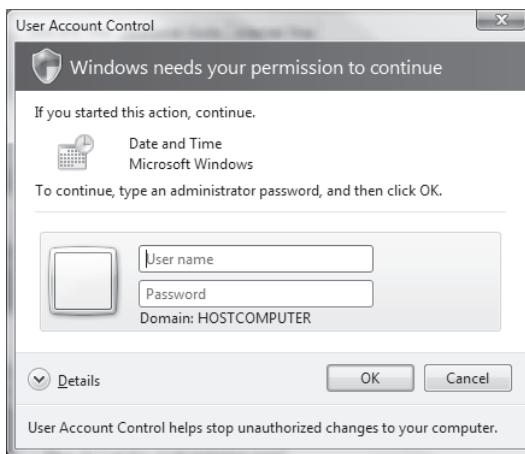 User Account Control
Windows needs your permission to continue
If you started this action, continue.
Date and Time
Microsoft Windows
To continue, type an administrator password, and then click OK.
User name
Password
Domain: HOSTCOMPUTER
Details
OK
Cancel
User Account Control helps stop unauthorized changes to your computer.